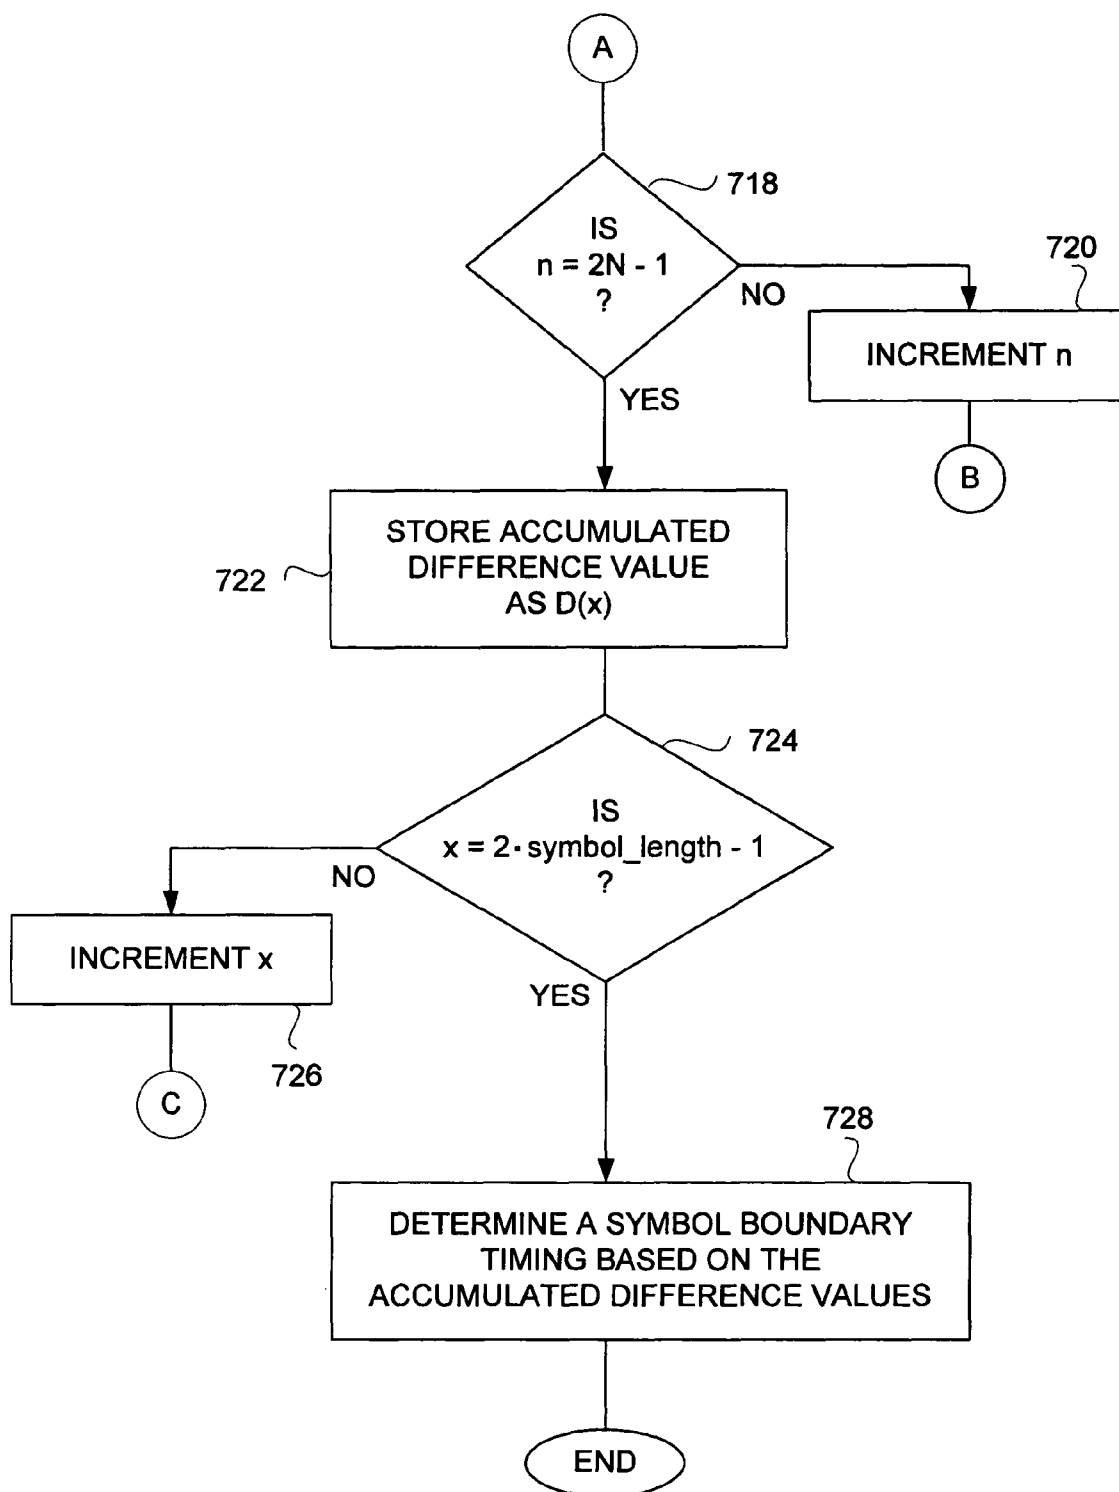 A
718
IS
n = 2N - 1
?
NO
720
INCREMENT n
YES
B
STORE ACCUMULATED
DIFFERENCE VALUE
AS D(x)
722
724
IS
x = 2 · symbol_length - 1
?
NO
INCREMENT x
YES
726
C
728
DETERMINE A SYMBOL BOUNDARY
TIMING BASED ON THE
ACCUMULATED DIFFERENCE VALUES
END